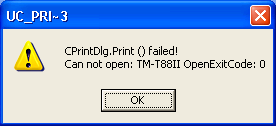 UC_PRI~3
CPrintDlg.Print () failed!
Can not open: TM-T88II OpenExitCode: 0
OK